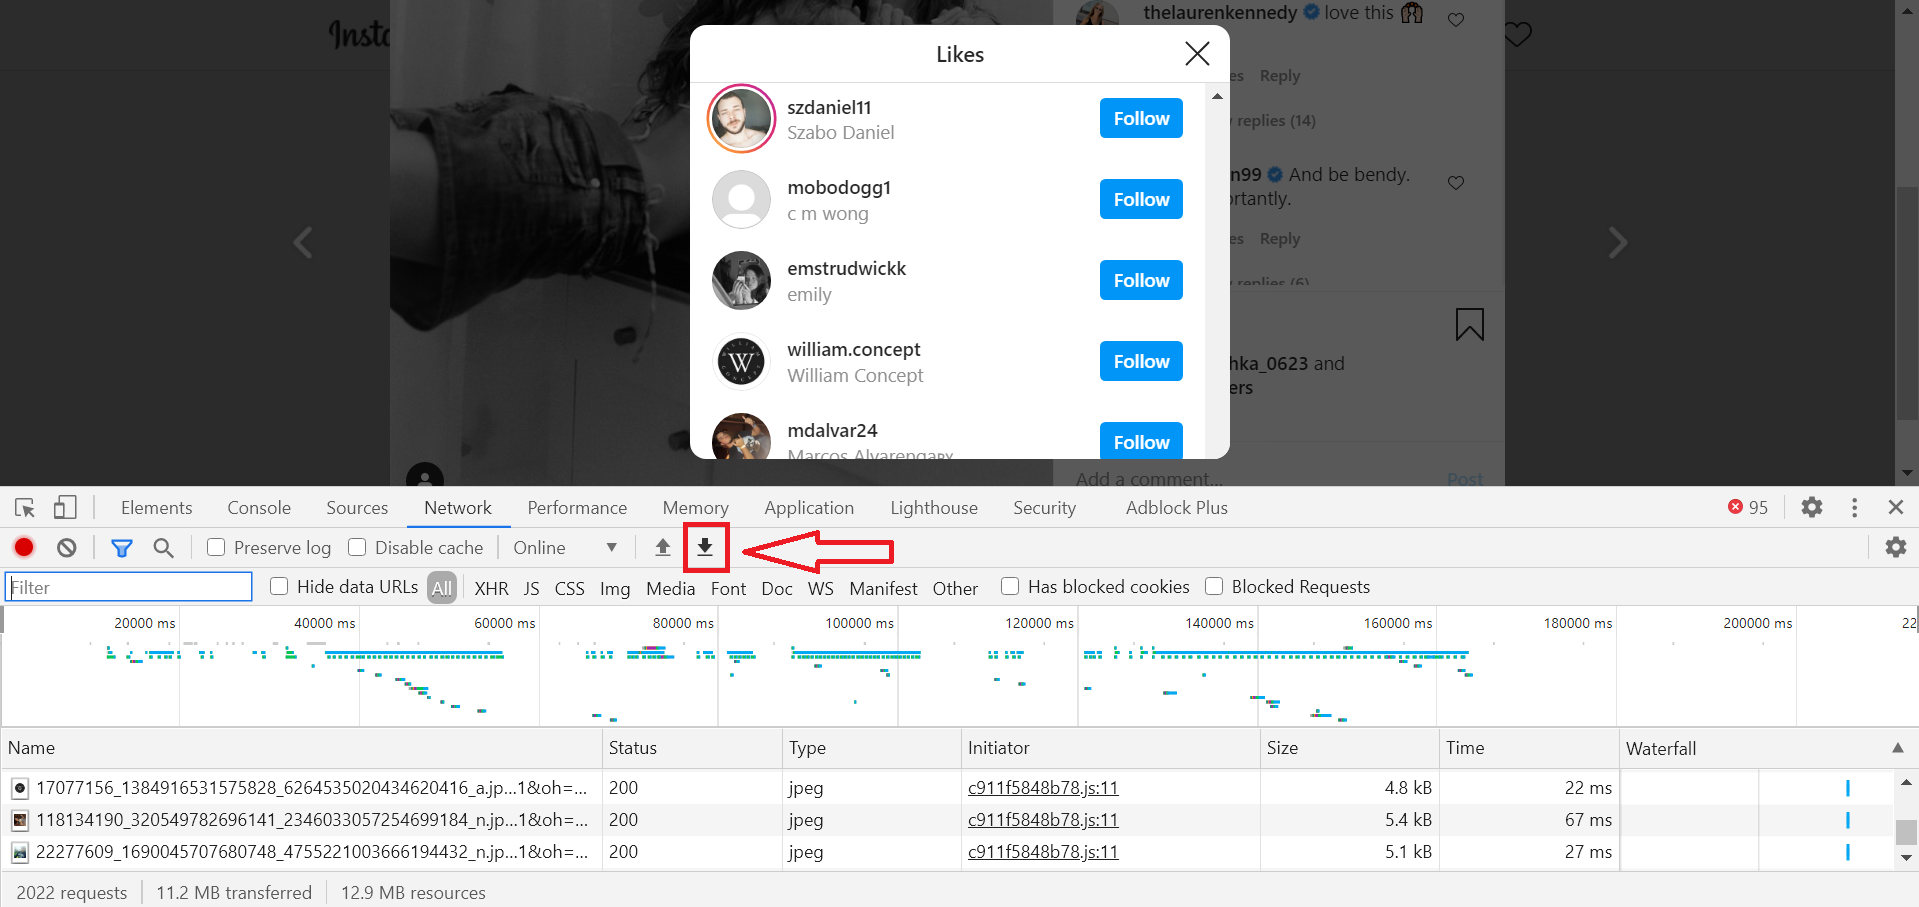 Insta
thelaurenkennedy love this
Likes
es Reply
szdaniel11
Szabo Daniel
Follow
replies (14)
mobodogg1
c m wong
Follow
n99 And be bendy.
rtantly.
es Reply
emstrudwickk
emily
Follow
replies (6)
william.concept
William Concept
Follow
hka_0623 and
ers
mdalvar24
Marcos Alvarenga
Follow
Add a comment... Post
Elements Console Sources Network Performance Memory Application Lighthouse Security Adblock Plus 95
Preserve log Disable cache Online
Filter Hide data URLs All XHR JS CSS Img Media Font Doc WS Manifest Other Has blocked cookies Blocked Requests
20000 ms 40000 ms 60000 ms 80000 ms 100000 ms 120000 ms 140000 ms 160000 ms 180000 ms 200000 ms 22
Name Status Type Initiator Size Time Waterfall
17077156_1384916531575828_6264535020434620416_a.jp...1&oh=... 200 jpeg c911f5848b78.js:11 4.8 kB 22 ms
118134190_320549782696141_2346033057254699184_n.jp...1&oh=... 200 jpeg c911f5848b78.js:11 5.4 kB 67 ms
22277609_1690045707680748_4755221003666194432_n.jp...1&oh=... 200 jpeg c911f5848b78.js:11 5.1 kB 27 ms
2022 requests 11.2 MB transferred 12.9 MB resources